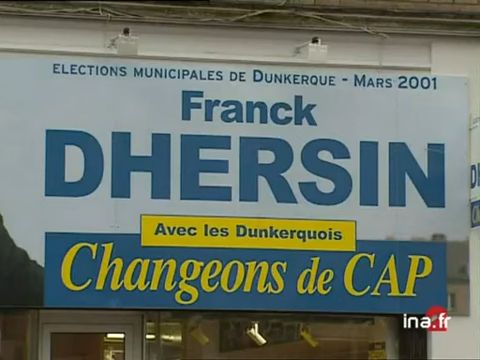 ELECTIONS MUNICIPALES DE DUNKERQUE - MARS 2001
Franck
DHERSIN
Avec les Dunkerquois
Changeons de CAP
ina.fr